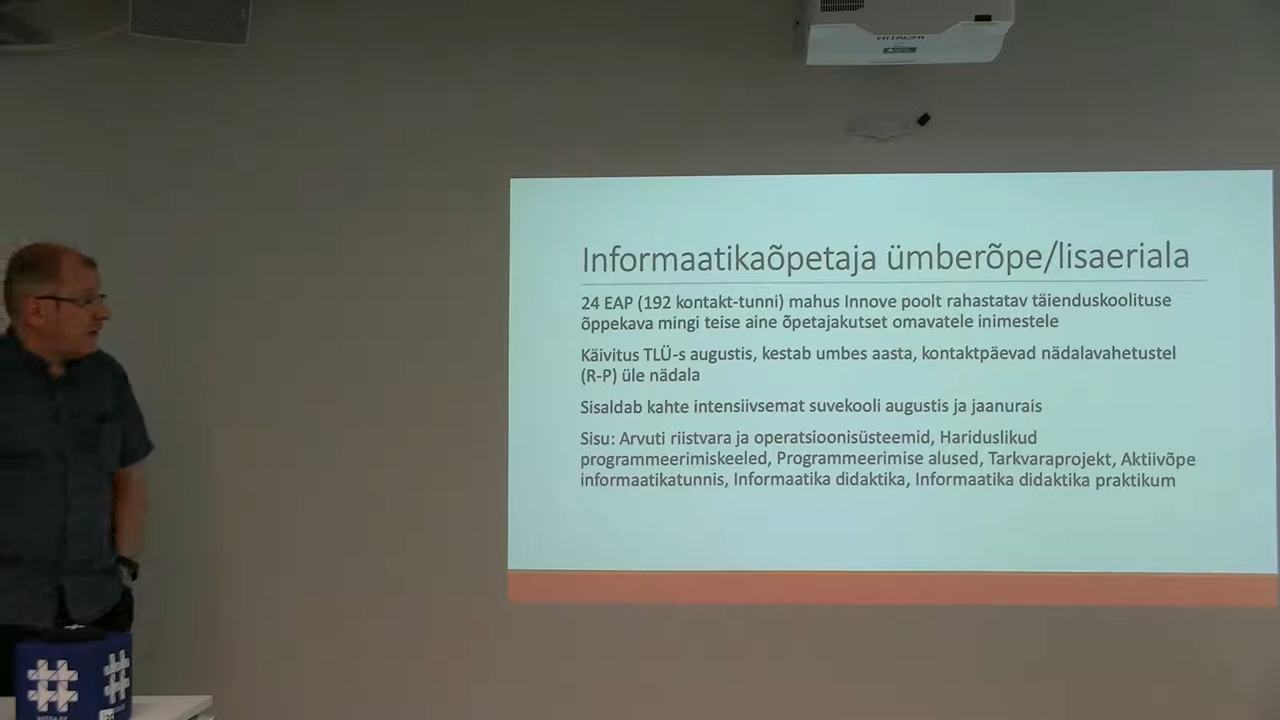 HITACHI
Informaatikaõpetaja ümberõpe/lisaeriala
24 EAP (192 kontakt-tunni) mahus Innove poolt rahastatav täienduskoolituse
õppekava mingi teise aine õpetajakutset omavatele inimestele
Käivitus TLÜ-s augustis, kestab umbes aasta, kontaktpäevad nädalavahetustel
(R-P) üle nädala
Sisaldab kahte intensiivsemat suvekooli augustis ja jaanurais
Sisu: Arvuti riistvara ja operatsioonisüsteemid, Hariduslikud
programmeerimiskeeled, Programmeerimise alused, Tarkvaraprojekt, Aktiivõpe
informaatikatunnis, Informaatika didaktika, Informaatika didaktika praktikum